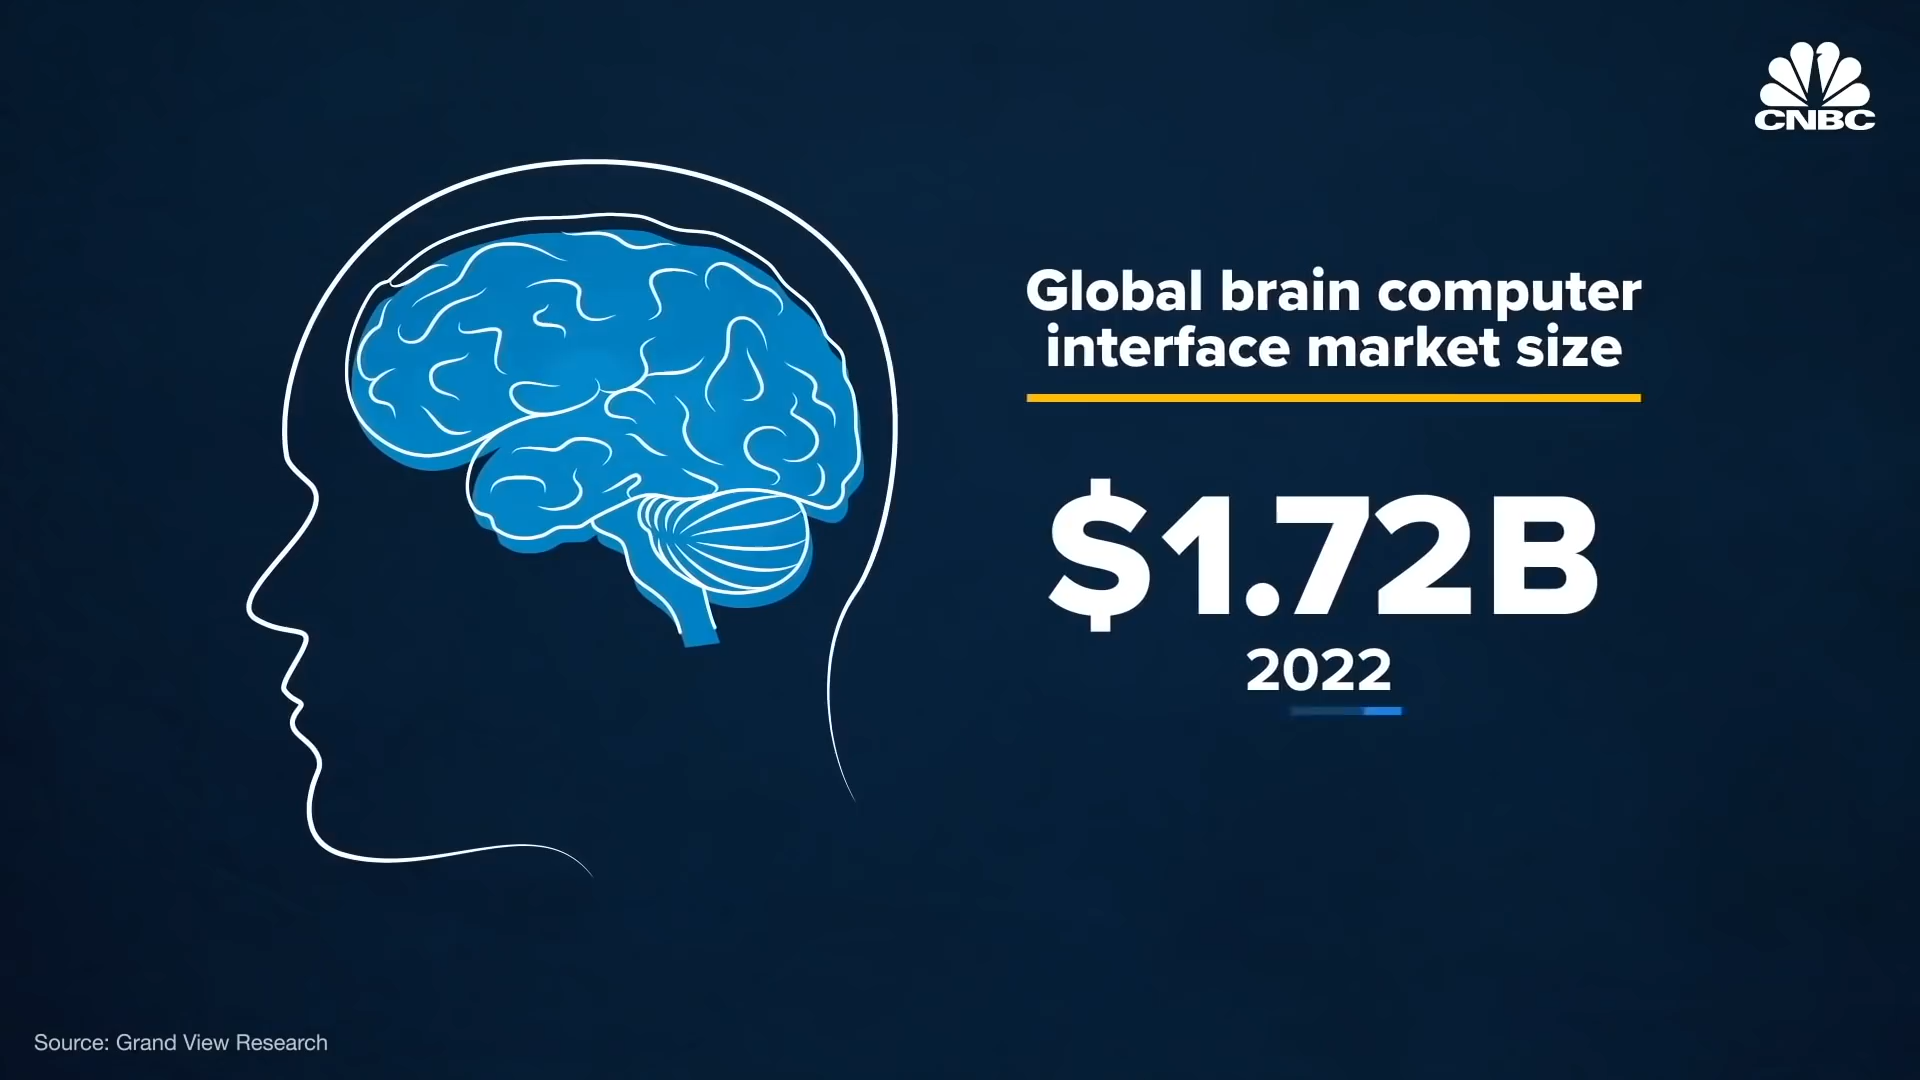 CNBC
Global brain computer
interface market size
$1.72B
2022
Source: Grand View Research